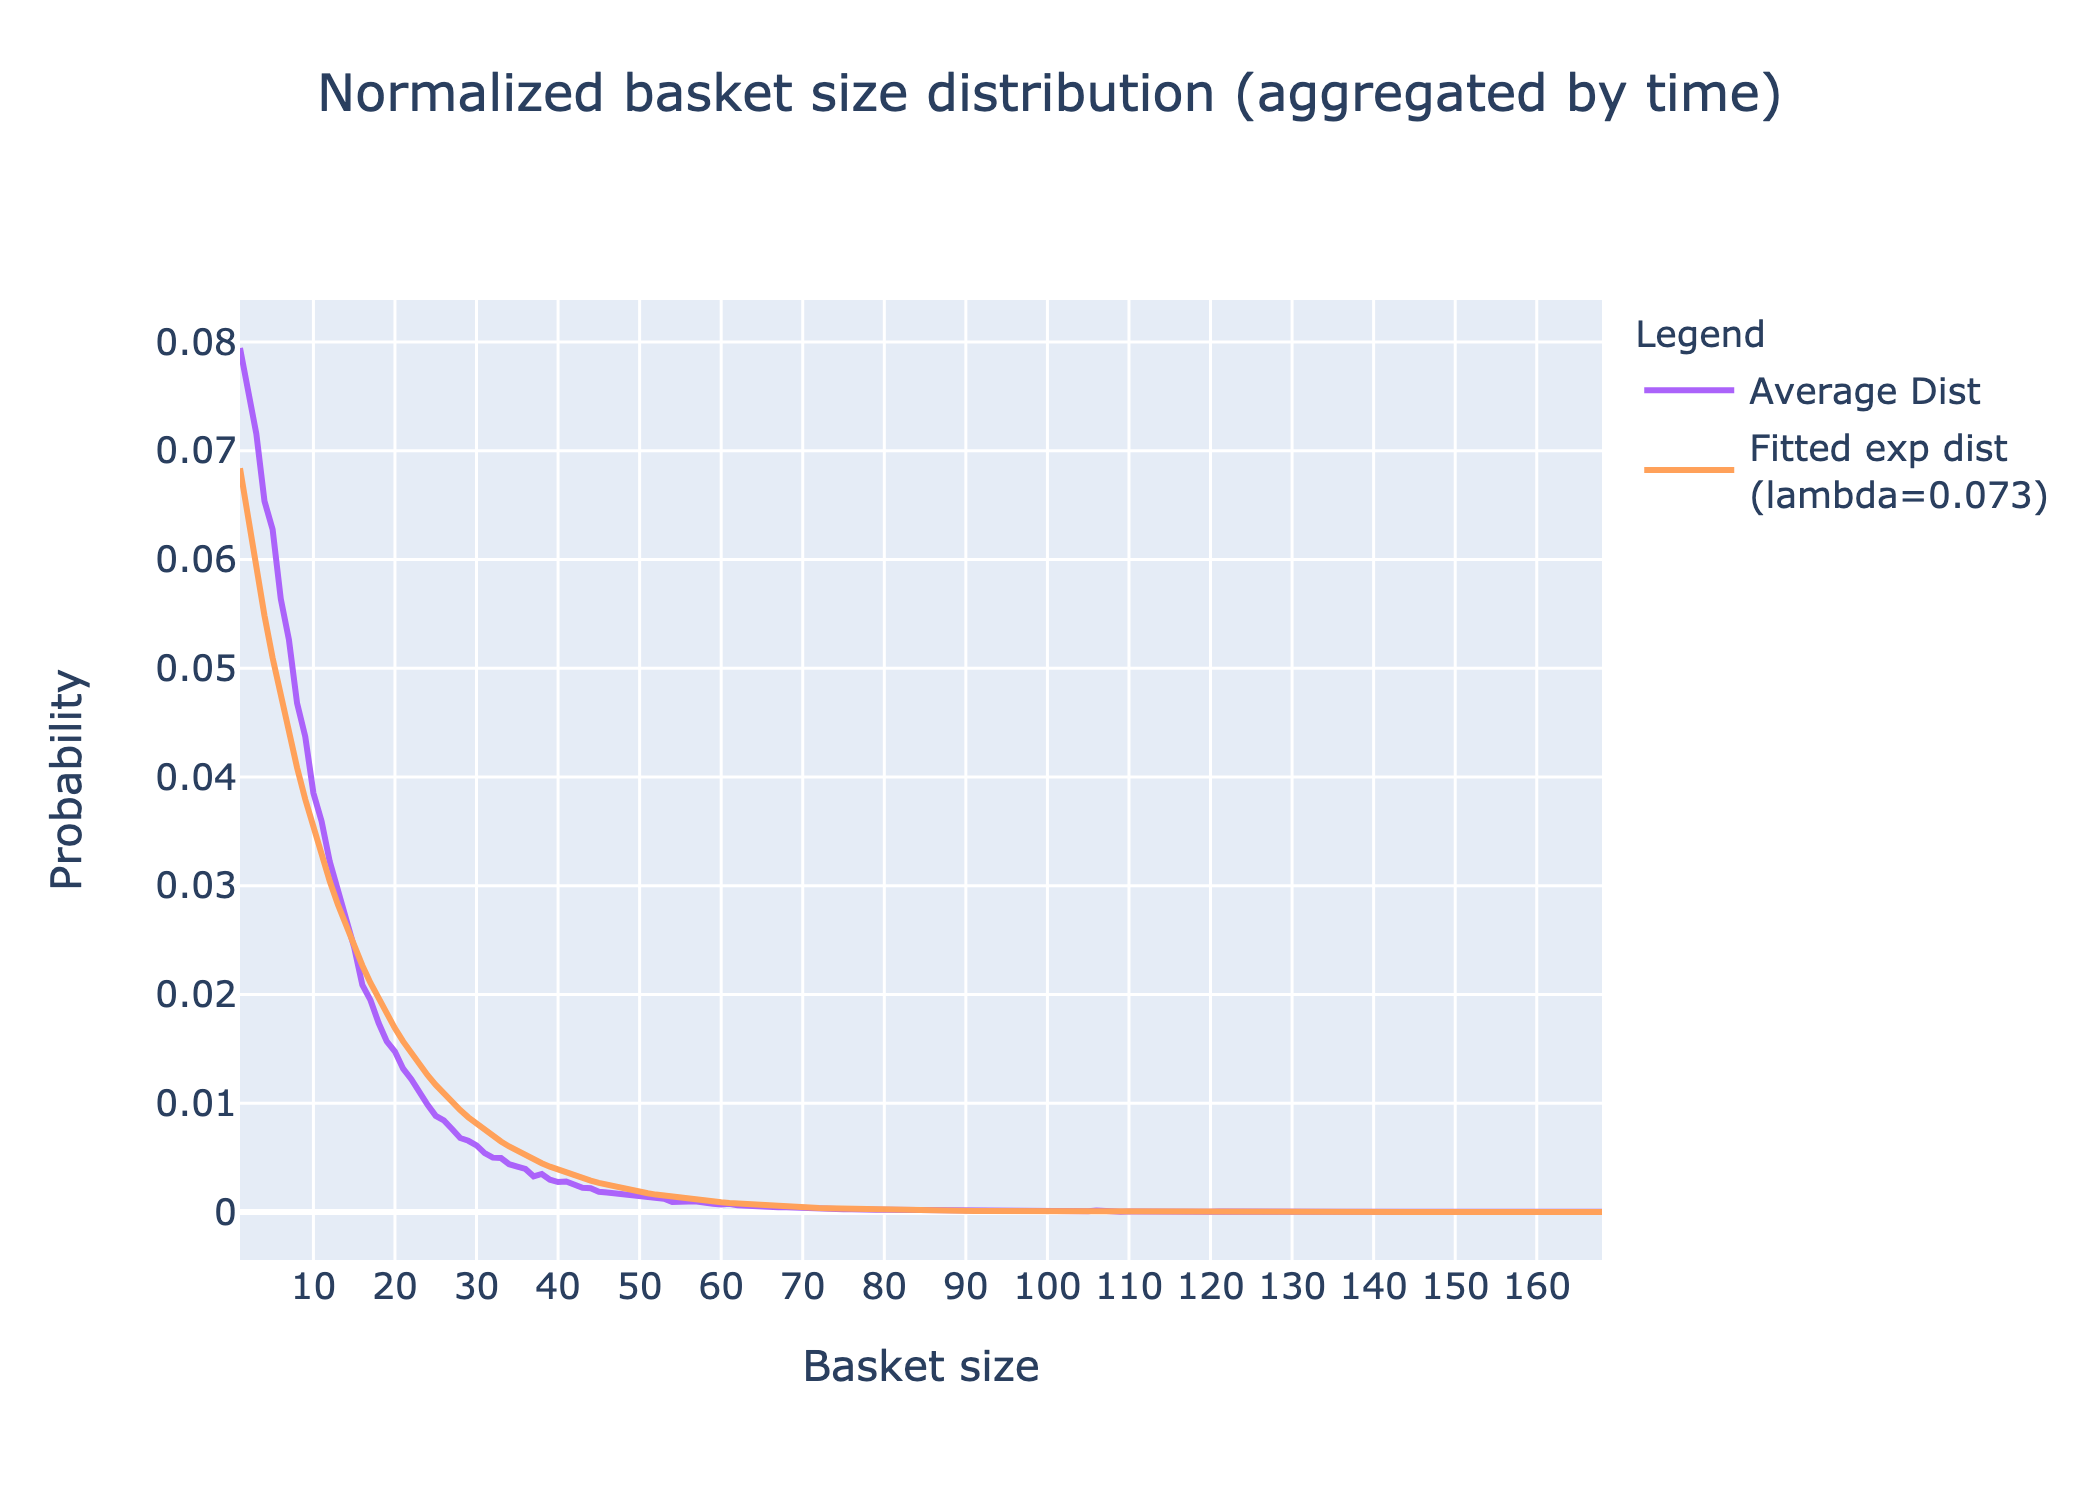 Normalized basket size distribution (aggregated by time)
Legend
Average Dist
Fitted exp dist
(lambda=0.073)
0.08
0.07
0.06
0.05
0.04
0.03
0.02
0.01
0
Probability
10 20 30 40 50 60 70 80 90 100 110 120 130 140 150 160
Basket size